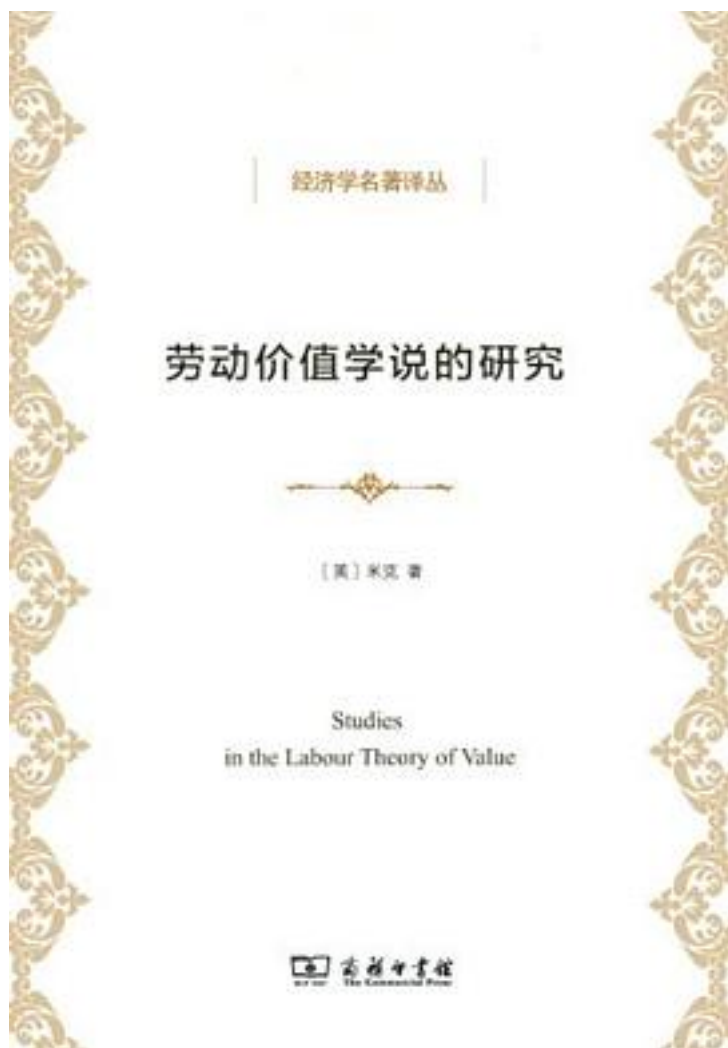 经济学名著译丛
劳动价值学说的研究
［英］米克 著
Studies
in the Labour Theory of Value
商务印书馆
The Commercial Press